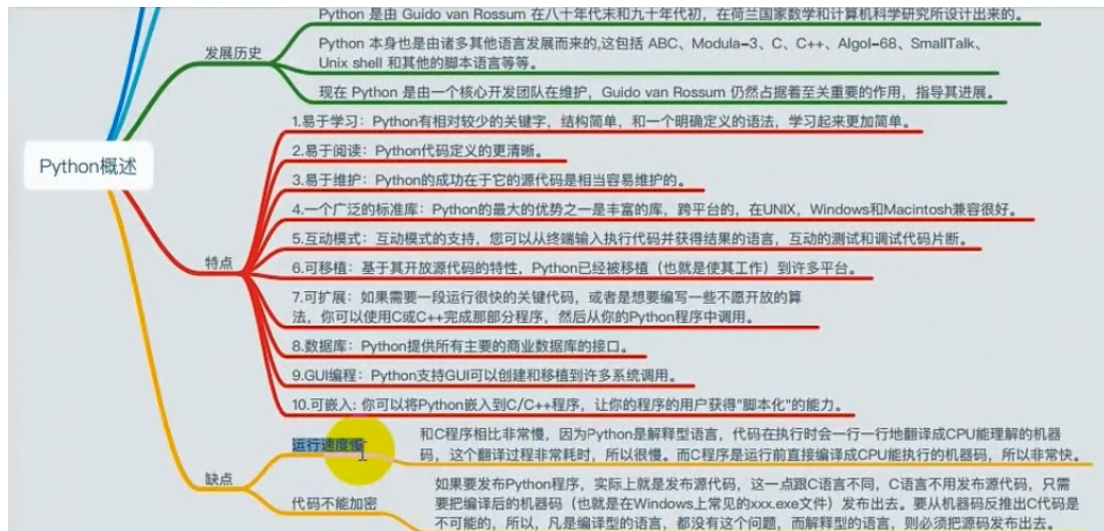 Python 是由 Guido van Rossum 在八十年代末和九十年代初，在荷兰国家数学和计算机科学研究所设计出来的。
发展历史
Python 本身也是由诸多其他语言发展而来的,这包括 ABC、Modula-3、C、C++、Algol-68、SmallTalk、
Unix shell 和其他的脚本语言等等。
现在 Python 是由一个核心开发团队在维护，Guido van Rossum 仍然占据着至关重要的作用，指导其进展。
Python概述
特点
1.易于学习：Python有相对较少的关键字，结构简单，和一个明确定义的语法，学习起来更加简单。
2.易于阅读：Python代码定义的更清晰。
3.易于维护：Python的成功在于它的源代码是相当容易维护的。
4.一个广泛的标准库：Python的最大的优势之一是丰富的库，跨平台的，在UNIX，Windows和Macintosh兼容很好。
5.互动模式：互动模式的支持，您可以从终端输入执行代码并获得结果的语言，互动的测试和调试代码片断。
6.可移植：基于其开放源代码的特性，Python已经被移植（也就是使其工作）到许多平台。
7.可扩展：如果需要一段运行很快的关键代码，或者是想要编写一些不愿开放的算
法，你可以使用C或C++完成那部分程序，然后从你的Python程序中调用。
8.数据库：Python提供所有主要的商业数据库的接口。
9.GUI编程：Python支持GUI可以创建和移植到许多系统调用。
10.可嵌入: 你可以将Python嵌入到C/C++程序，让你的程序的用户获得"脚本化"的能力。
缺点
运行速度慢
和C程序相比非常慢，因为Python是解释型语言，代码在执行时会一行一行地翻译成CPU能理解的机器
码，这个翻译过程非常耗时，所以很慢。而C程序是运行前直接编译成CPU能执行的机器码，所以非常快。
代码不能加密
如果要发布Python程序，实际上就是发布源代码，这一点跟C语言不同，C语言不用发布源代码，只需
要把编译后的机器码（也就是在Windows上常见的xxx.exe文件）发布出去。要从机器码反推出C代码是
不可能的，所以，凡是编译型的语言，都没有这个问题，而解释型的语言，则必须把源码发布出去